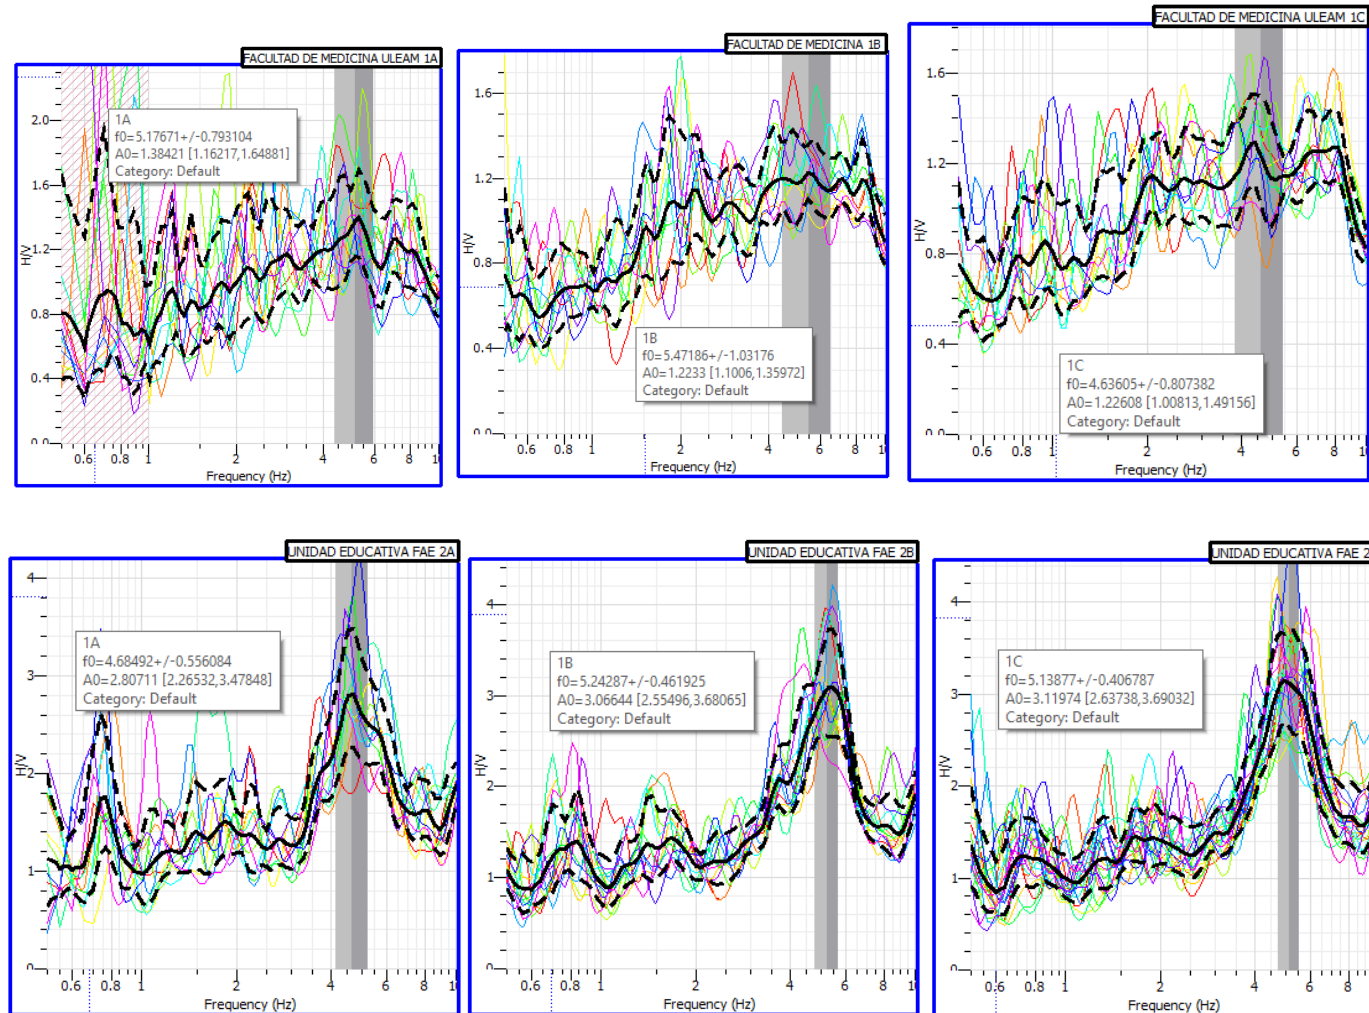 FACULTAD DE MEDICINA ULEAM 1A
1A
f0=5.17671+/-0.793104
A0=1.38421 [1.16217,1.64881]
Category: Default
H/V
2.0
1.6
1.2
0.8
0.4
0.6 0.8 1 2 4 6
Frequency (Hz)
FACULTAD DE MEDICINA 1B
1B
f0=5.47186+/-1.03176
A0=1.2233 [1.1006,1.35972]
Category: Default
H/V
1.6
1.2
0.8
0.4
0.6 0.8 1 2 4 6 8
Frequency (Hz)
FACULTAD DE MEDICINA ULEAM 1C
1C
f0=4.63605+/-0.807382
A0=1.22608 [1.00813,1.49156]
Category: Default
H/V
1.6
1.2
0.8
0.4
0.6 0.8 1 2 4 6 8
Frequency (Hz)
UNIDAD EDUCATIVA FAE 2A
1A
f0=4.68492+/-0.556084
A0=2.80711 [2.26532,3.47848]
Category: Default
H/V
4
3
2
1
0.6 0.8 1 2 4 6 8 10
Frequency (Hz)
UNIDAD EDUCATIVA FAE 2B
1B
f0=5.24287+/-0.461925
A0=3.06644 [2.55496,3.68065]
Category: Default
H/V
4
3
2
1
0.6 0.8 1 2 4 6 8 10
Frequency (Hz)
UNIDAD EDUCATIVA FAE 2
1C
f0=5.13877+/-0.406787
A0=3.11974 [2.63738,3.69032]
Category: Default
H/V
4
3
2
1
0.6 0.8 1 2 4 6 8
Frequency (Hz)